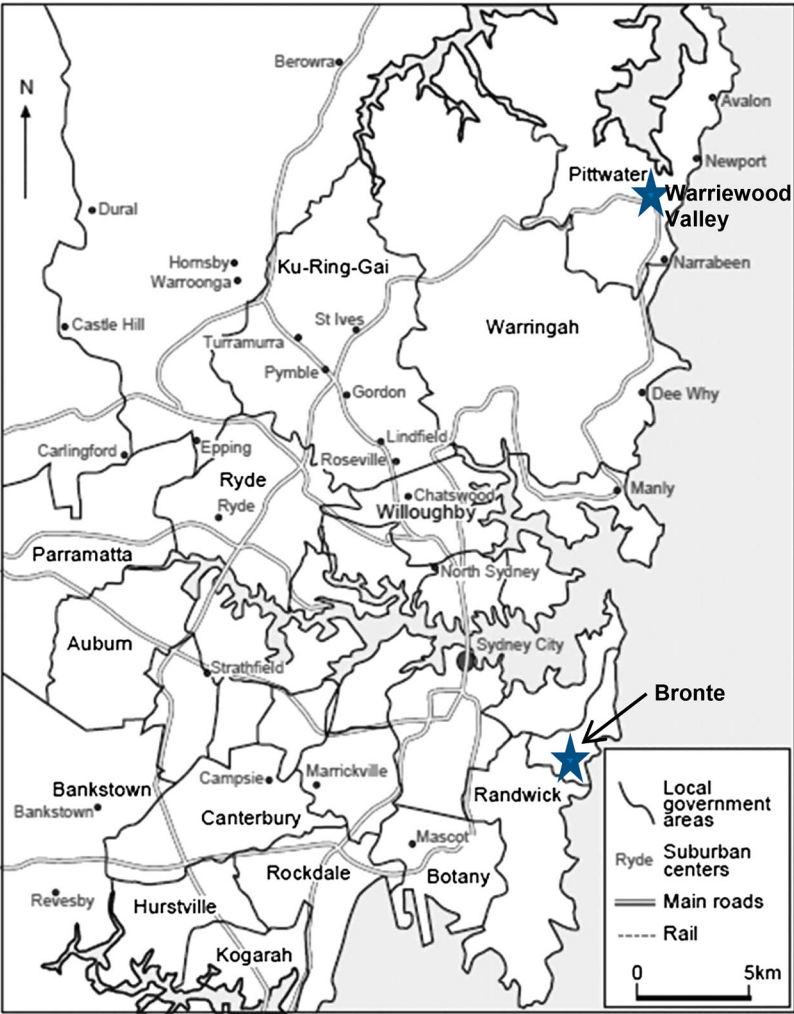 Berowra
N
Avalon
Newport
Pittwater
Warriewood
Valley
Dural
Hornsby
Warroonga
Ku-Ring-Gai
Narrabeen
Castle Hill
St Ives
Turramurra
Warringah
Pymble
Gordon
Dee Why
Lindfield
Carlingford
Epping
Roseville
Ryde
Chatswood
Manly
Ryde
Willoughby
Parramatta
North Sydney
Auburn
Sydney City
Strathfield
Bronte
Bankstown
Campsie
Marrickville
Randwick
Bankstown
Canterbury
Mascot
Rockdale
Botany
Revesby
Hurstville
Kogarah
Local
government
areas
Ryde
Suburban
centers
Main roads
Rail
0
5km